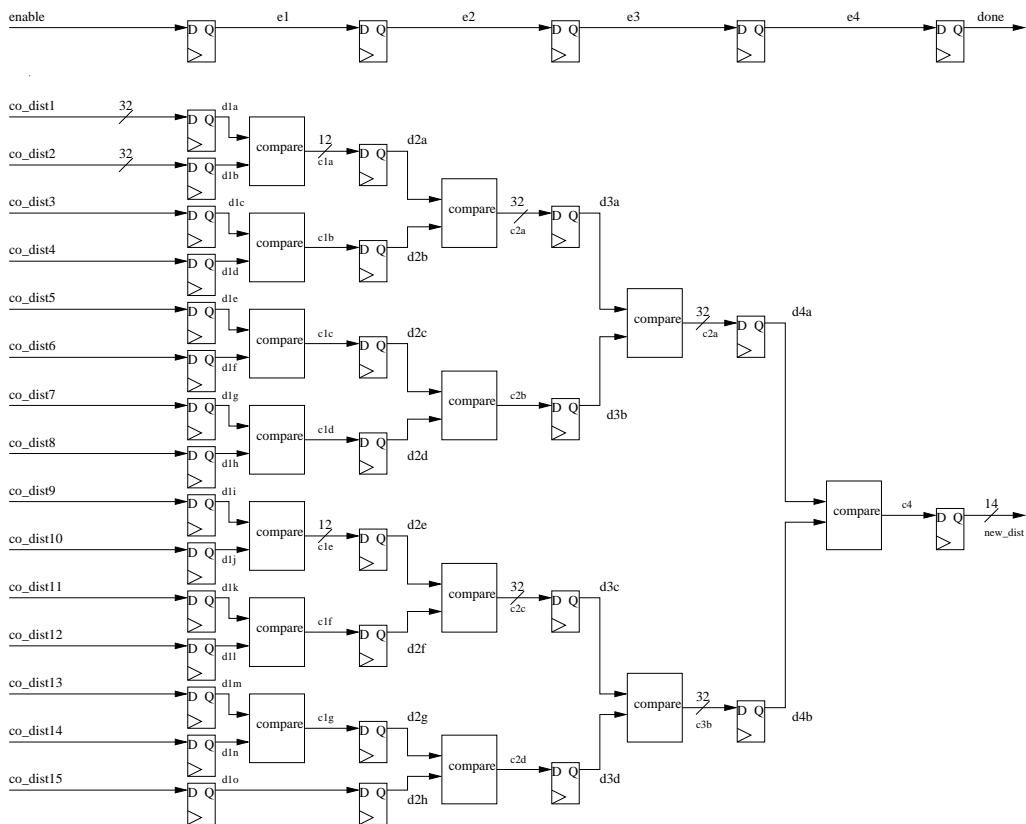 enable e1 e2 e3 e4 done
D Q D Q D Q D Q D Q
co_dist1 32 D Q d1a
compare 12 c1a D Q d2a
co_dist2 32 D Q d1b
compare 32 c2a D Q d3a
co_dist3 D Q d1c
compare c1b D Q d2b
co_dist4 D Q d1d
co_dist5 D Q d1e
compare 32 c2a D Q d4a
compare c1c D Q d2c
co_dist6 D Q d1f
co_dist7 D Q d1g
compare c2b D Q d3b
compare c1d D Q d2d
co_dist8 D Q d1h
co_dist9 D Q d1i
compare c4 D Q 14 new_dist
compare 12 c1e D Q d2e
co_dist10 D Q d1j
co_dist11 D Q d1k
compare 32 c2c D Q d3c
compare c1f D Q d2f
co_dist12 D Q d1l
co_dist13 D Q d1m
compare 32 c3b D Q d4b
compare c1g D Q d2g
co_dist14 D Q d1n
compare c2d D Q d3d
co_dist15 D Q d1o
D Q d2h